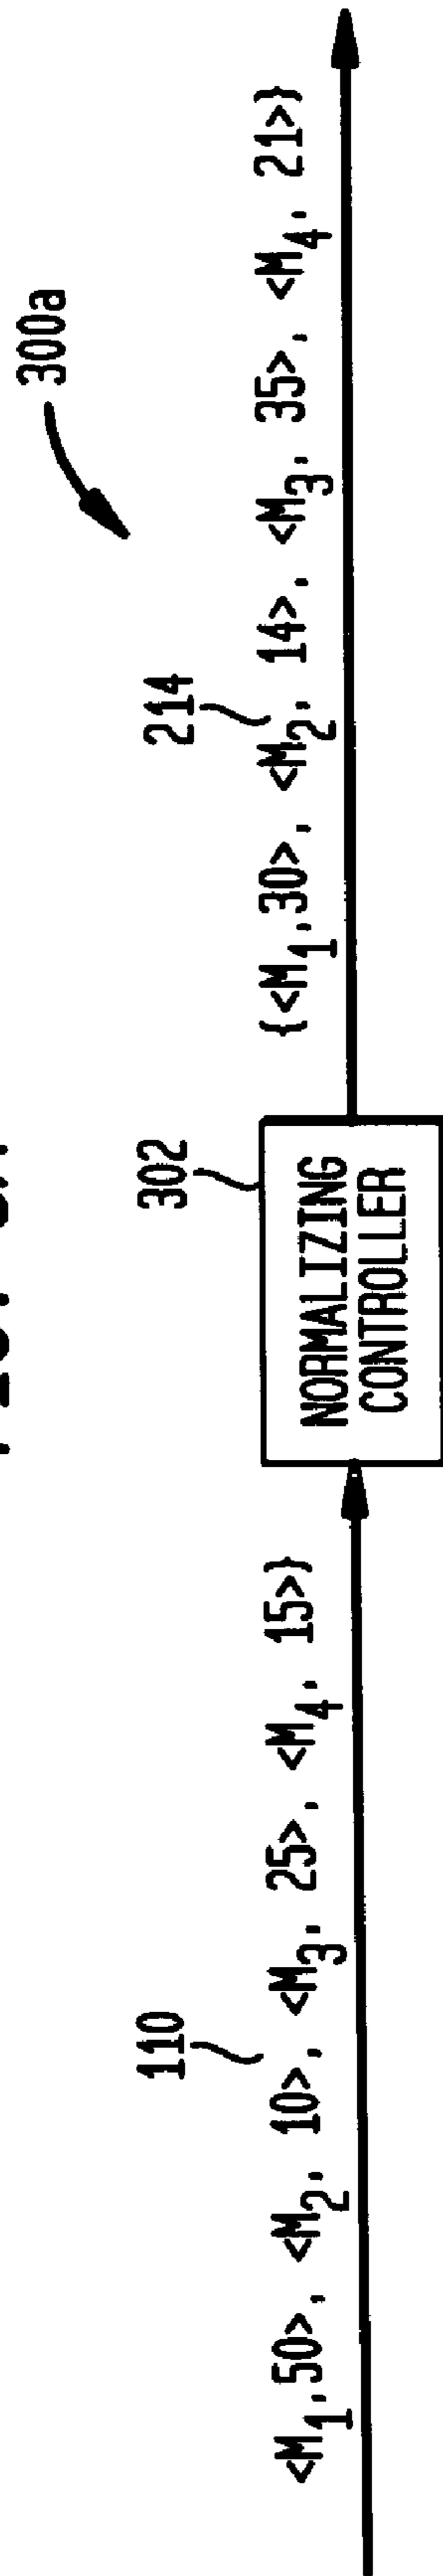 300a
110
302
214
<M1,50>, <M2, 10>, <M3, 25>, <M4, 15>}
NORMALIZING
CONTROLLER
{<M1,30>, <M2, 14>, <M3, 35>, <M4, 21>}